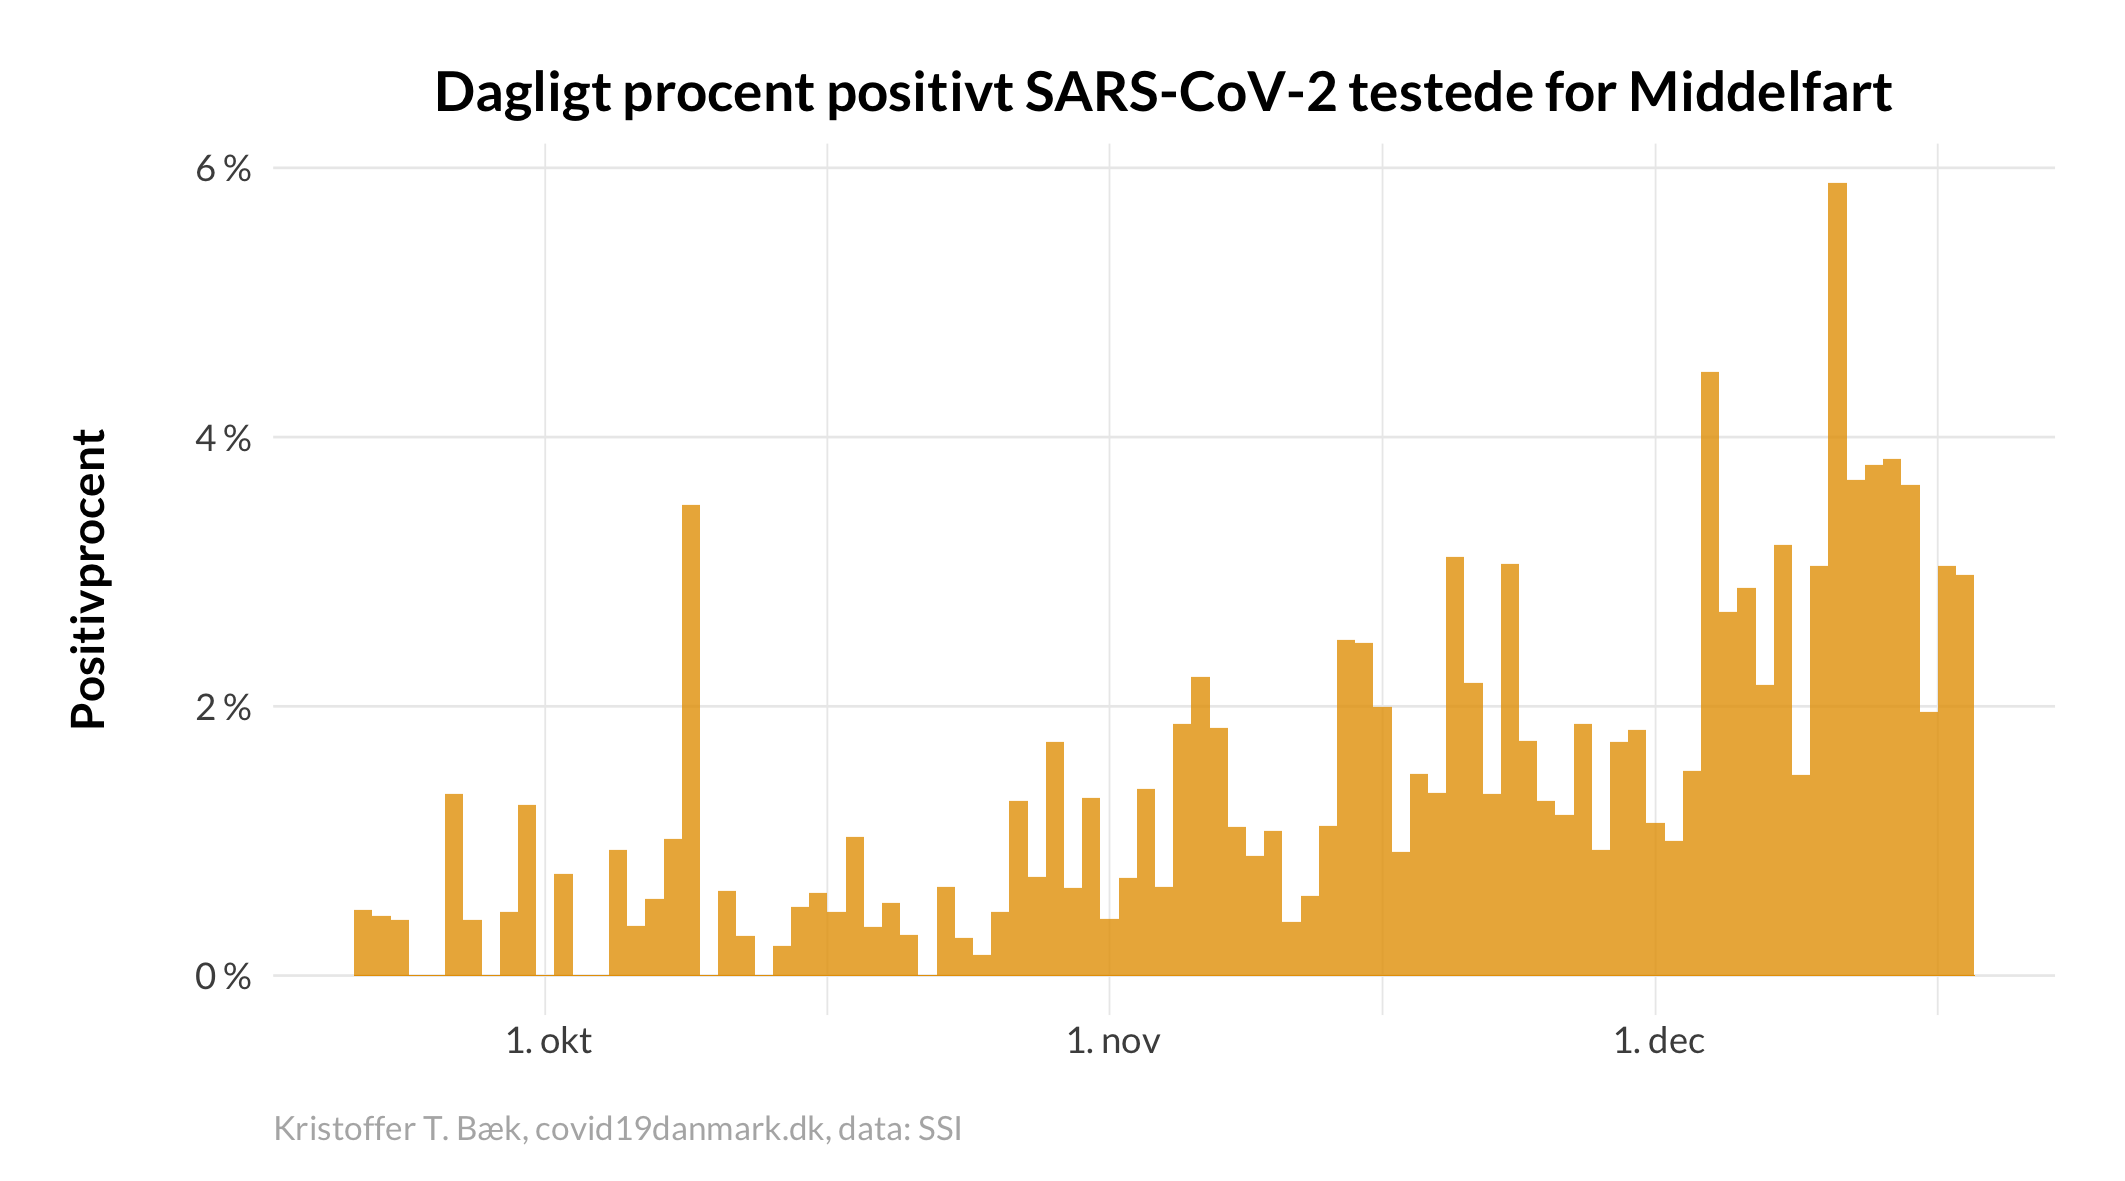 Dagligt procent positivt SARS-CoV-2 testede for Middelfart
Positivprocent
6 %
4 %
2 %
0 %
1. okt
1. nov
1. dec
Kristoffer T. Bæk, covid19danmark.dk, data: SSI